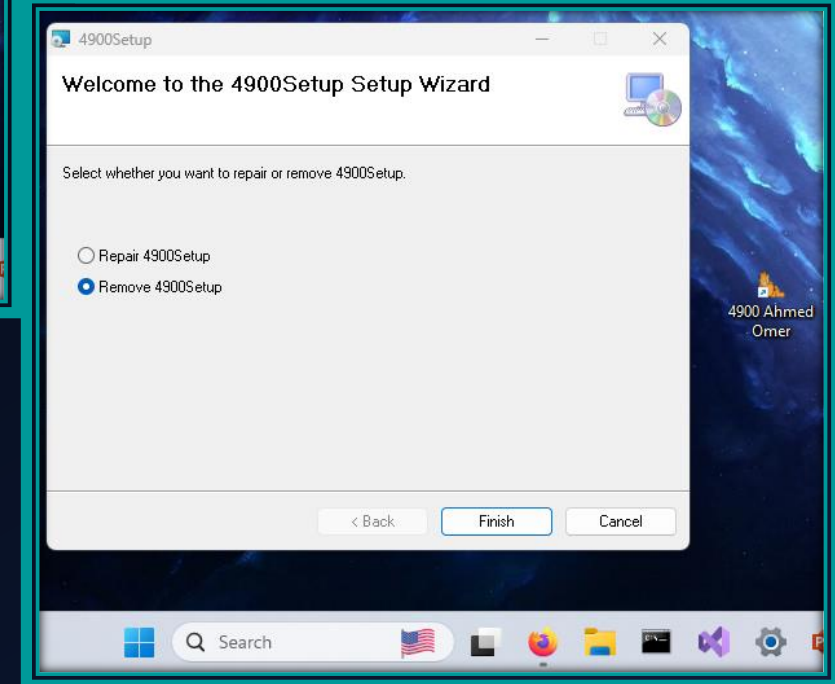 4900Setup
Welcome to the 4900Setup Setup Wizard
Select whether you want to repair or remove 4900Setup.
Repair 4900Setup
Remove 4900Setup
4900 Ahmed
Omer
< Back
Finish
Cancel
Search